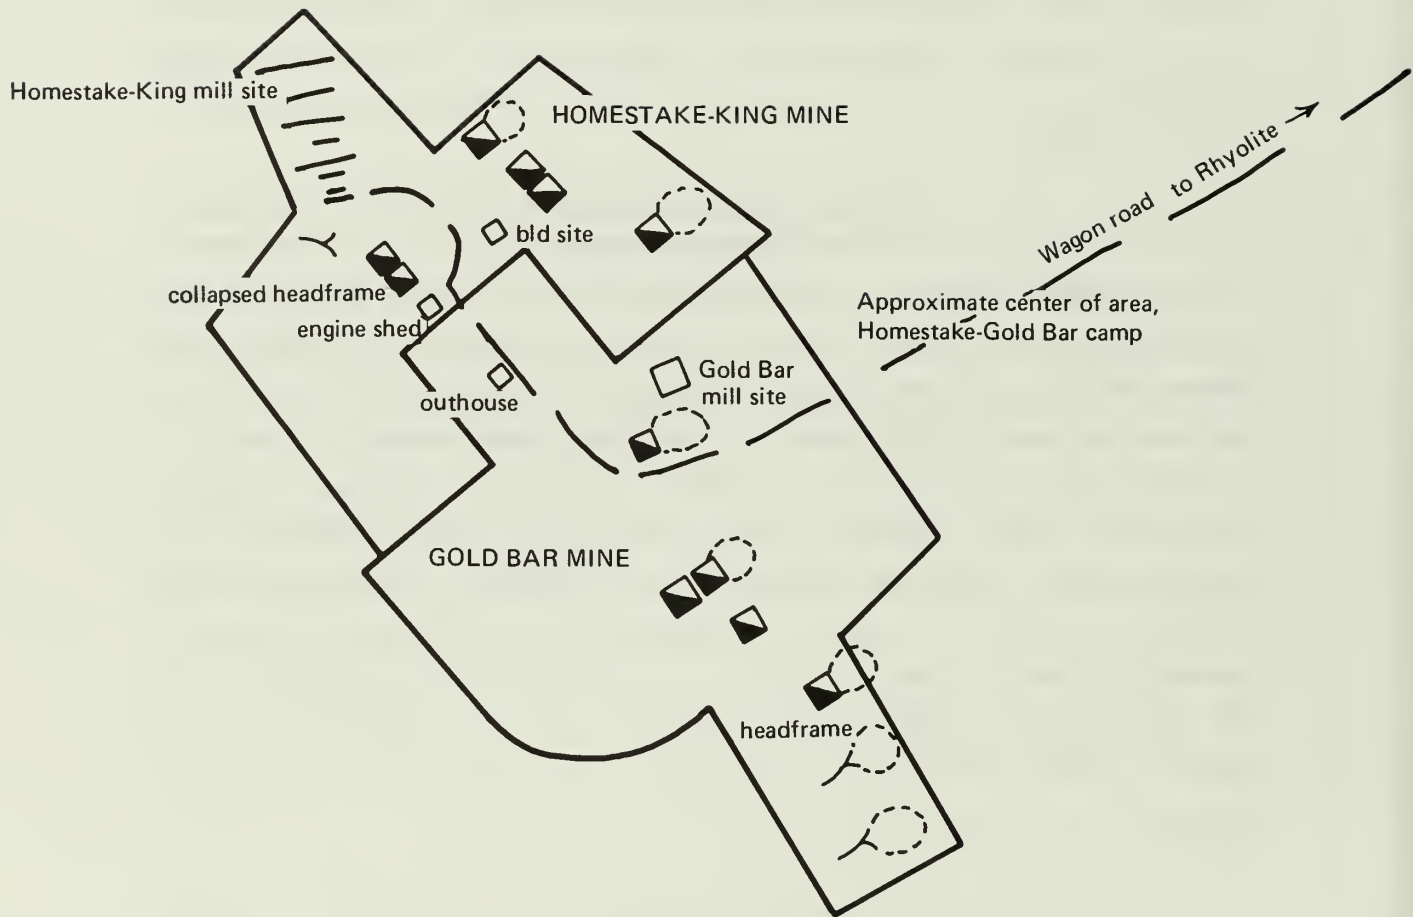 Homestake-King mill site
HOMESTAKE-KING MINE
Wagon road to Rhyolite
bld site
collapsed headframe
engine shed
Approximate center of area,
Homestake-Gold Bar camp
Gold Bar
mill site
outhouse
GOLD BAR MINE
headframe